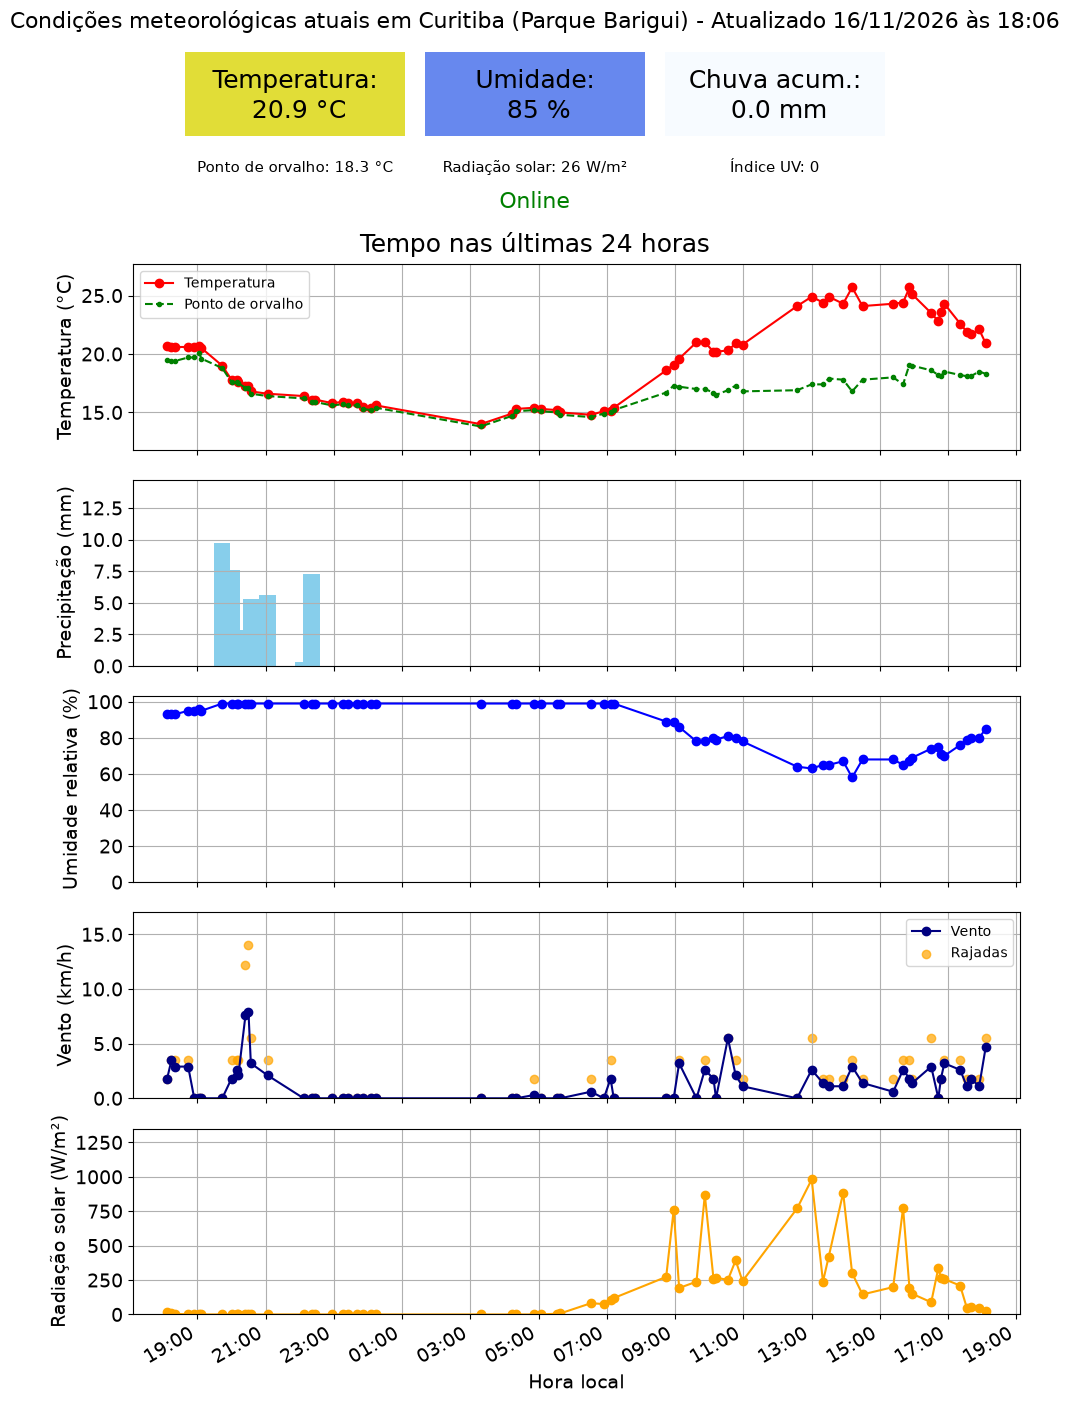 Condições meteorológicas atuais em Curitiba (Parque Barigui) - Atualizado 16/11/2026 às 18:06
Temperatura:
20.9 °C
Umidade:
85 %
Chuva acum.:
0.0 mm
Ponto de orvalho: 18.3 °C
Radiação solar: 26 W/m²
Índice UV: 0
Online
Tempo nas últimas 24 horas
Temperatura (°C)
25.0
20.0
15.0
Temperatura
Ponto de orvalho
Precipitação (mm)
12.5
10.0
7.5
5.0
2.5
0.0
Umidade relativa (%)
100
80
60
40
20
0
Vento (km/h)
15.0
10.0
5.0
0.0
Vento
Rajadas
Radiação solar (W/m²)
1250
1000
750
500
250
0
19:00
21:00
23:00
01:00
03:00
05:00
07:00
09:00
11:00
13:00
15:00
17:00
19:00
Hora local